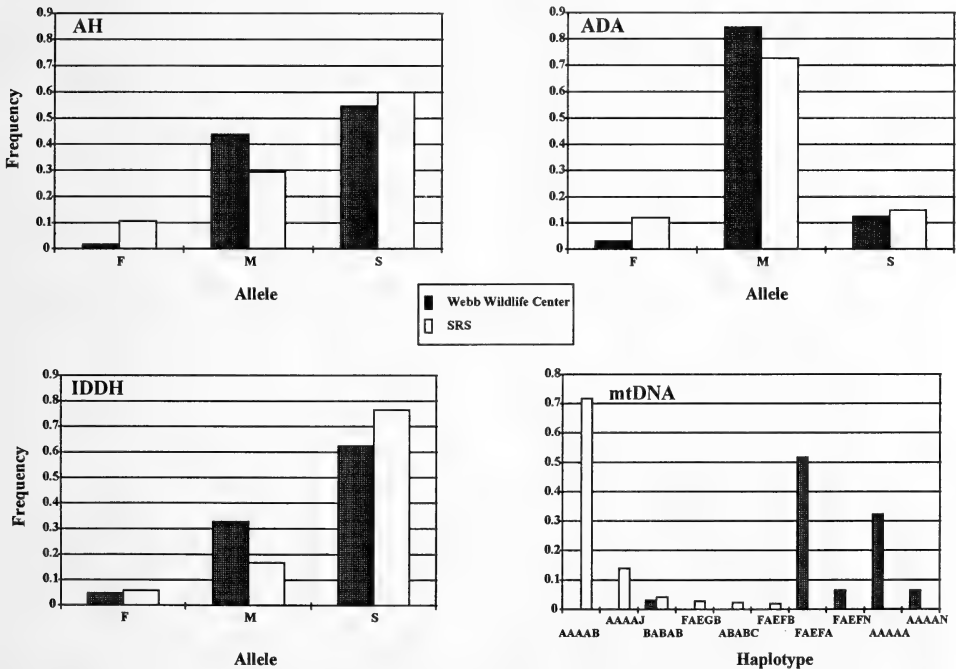 AH
Frequency
0.9
0.8
0.7
0.6
0.5
0.4
0.3
0.2
0.1
0
F M S
Allele
ADA
0.9
0.8
0.7
0.6
0.5
0.4
0.3
0.2
0.1
0
F M S
Allele
Webb Wildlife Center
SRS
IDDH
Frequency
0.9
0.8
0.7
0.6
0.5
0.4
0.3
0.2
0.1
0
F M S
Allele
mtDNA
0.8
0.7
0.6
0.5
0.4
0.3
0.2
0.1
0
AAAAJ FAEGB FAEFB FAEFN AAAAN
AAAAB BABAB ABABC FAEFA AAAAA
Haplotype